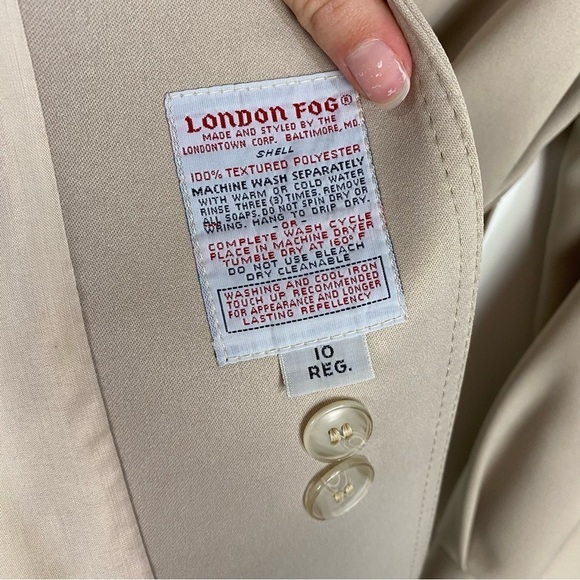 LONDON FOG®
MADE AND STYLED BY THE
LONDONTOWN CORP. BALTIMORE, MD.
SHELL
100% TEXTURED POLYESTER
MACHINE WASH SEPARATELY
WITH WARM OR COLD WATER
RINSE THREE (3) TIMES. REMOVE
ALL SOAPS. DO NOT SPIN DRY OR
WRING. HANG TO DRIP DRY.
-OR-
COMPLETE WASH CYCLE
PLACE IN MACHINE DRYER
TUMBLE DRY AT 160° F
DO NOT USE BLEACH
DRY CLEANABLE
WASHING AND COOL IRON
TOUCH UP RECOMMENDED
FOR APPEARANCE AND LONGER
LASTING REPELLENCY
10
REG.